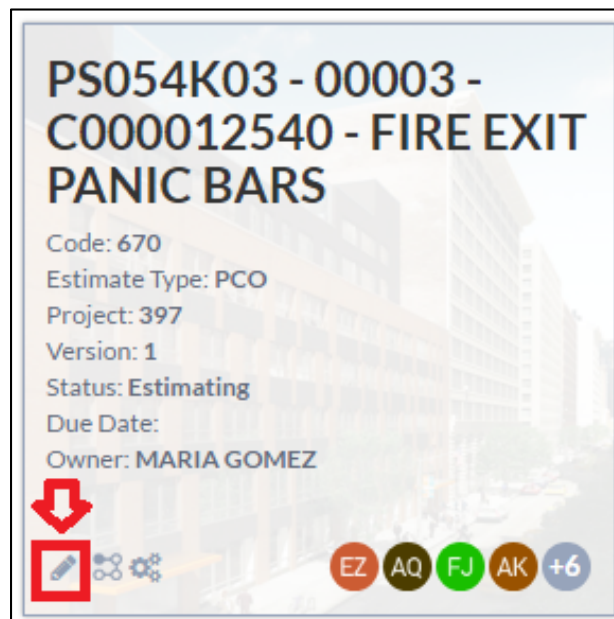 PS054K03 - 00003 -
C000012540 - FIRE EXIT
PANIC BARS
Code: 670
Estimate Type: PCO
Project: 397
Version: 1
Status: Estimating
Due Date:
Owner: MARIA GOMEZ
EZ AQ FJ AK +6